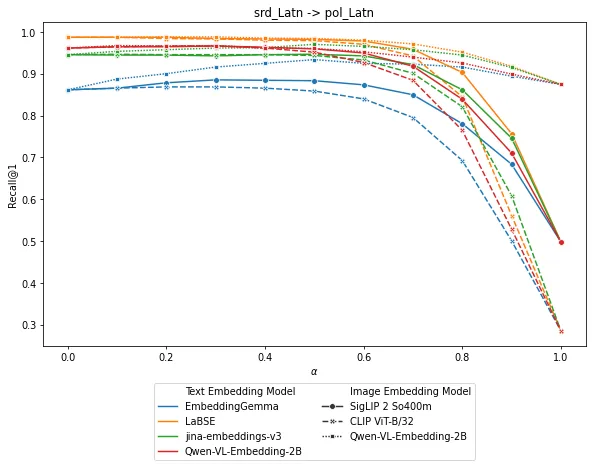 srd_Latn -> pol_Latn
Recall@1
1.0
0.9
0.8
0.7
0.6
0.5
0.4
0.3
0.0
0.2
0.4
0.6
0.8
1.0
α
Text Embedding Model
EmbeddingGemma
LaBSE
jina-embeddings-v3
Qwen-VL-Embedding-2B
Image Embedding Model
SigLIP 2 So400m
CLIP ViT-B/32
Qwen-VL-Embedding-2B